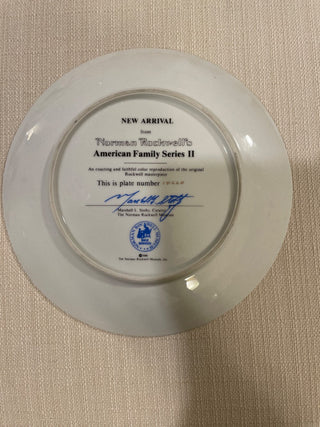 NEW ARRIVAL
from
Norman Rockwell's
American Family Series II
An exacting and faithful color reproduction of the original
Rockwell masterpiece
This is plate number
Marshall L. Stoltz, Curator
The Norman Rockwell Museum
The Norman Rockwell Museum, Inc.